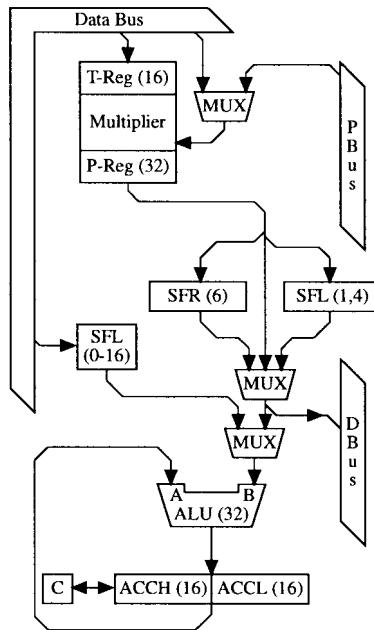 Data Bus
T-Reg (16)
MUX
Multiplier
P-Reg (32)
P
B
u
s
SFR (6)
SFL (1,4)
SFL
(0-16)
MUX
MUX
D
B
u
s
A
B
ALU (32)
C
ACCH (16)
ACCL (16)